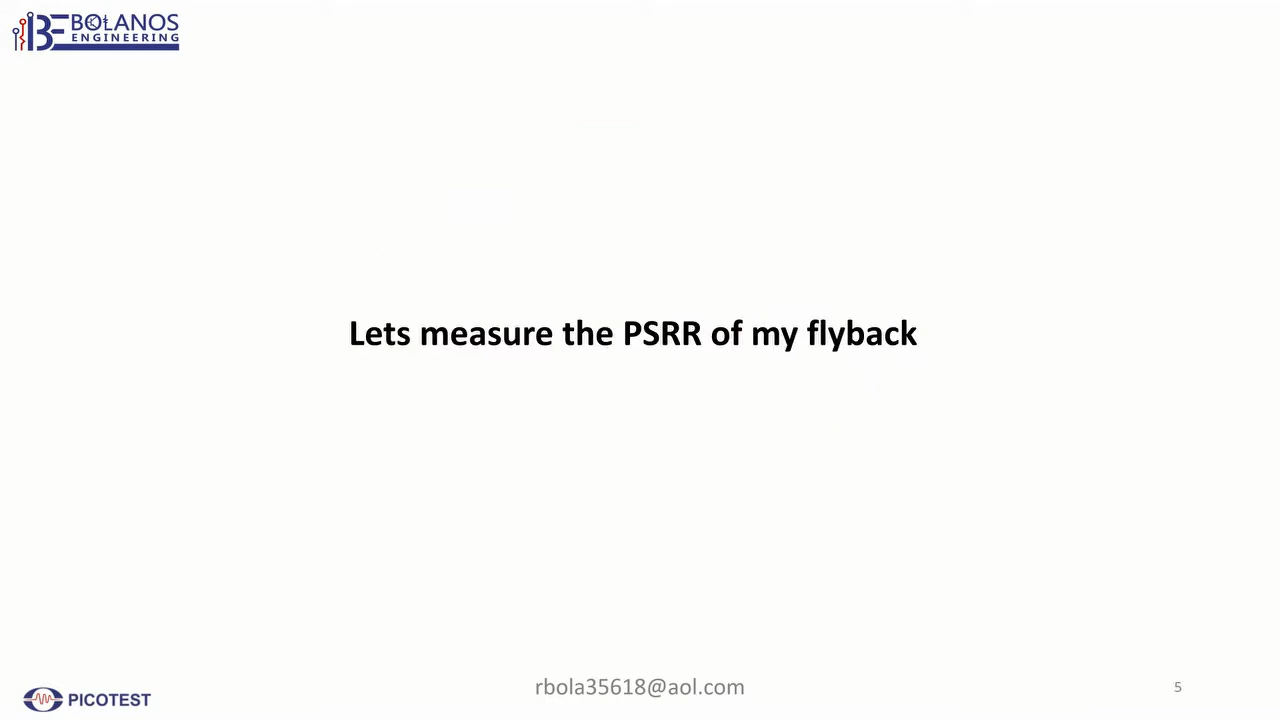 BOLANOS
ENGINEERING
Lets measure the PSRR of my flyback
PICOTEST
rbola35618@aol.com
5